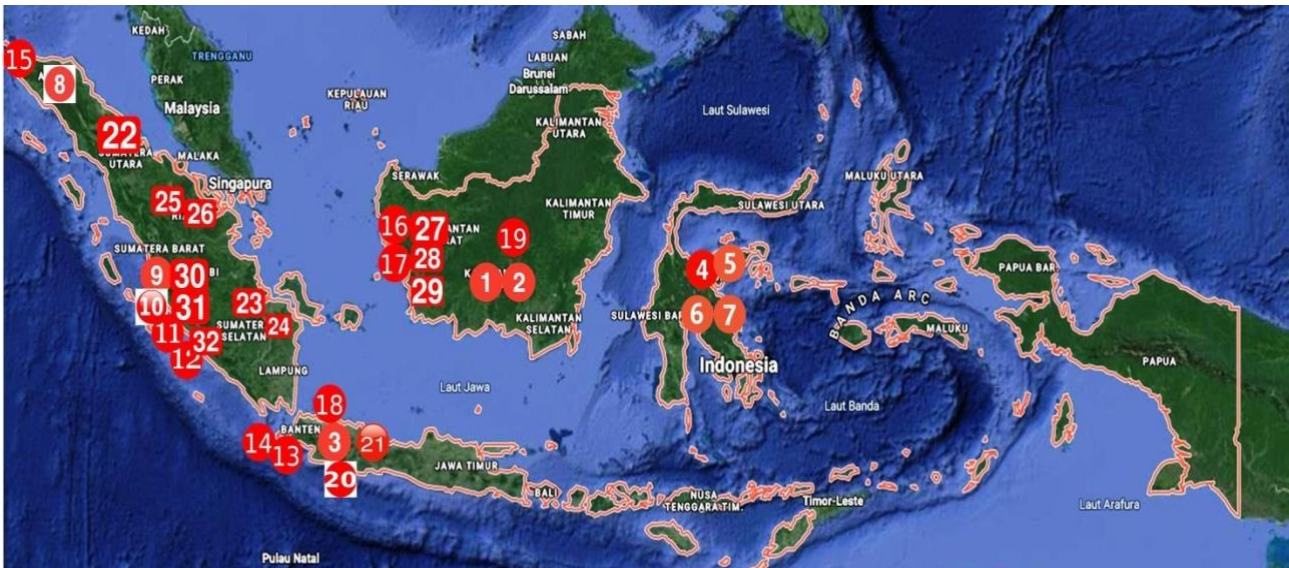 KEDAH
SABAH
15
TRENGGANU
LABUAN
8
PERAK
Brunei
Darussalam
Malaysia
KEPULAUAN
RIAU
Laut Sulawesi
KALIMANTAN
UTARA
22
SUMATERA
UTARA
MALAKA
SERAWAK
MALUKU UTARA
Singapura
25
26
KALIMANTAN
TIMUR
SULAWESI UTARA
16
27
19
SUMATERA BARAT
17
28
4
5
PAPUA BAR.
9
30
1
2
29
10
31
23
BANDA ARC
11
32
SUMATER
SELATAN
24
KALIMANTAN
SELATAN
SULAWESI BAR
6
7
MALUKU
12
LAMPUNG
Indonesia
PAPUA
Laut Jawa
Laut Banda
18
BANTEN
14
3
21
13
JAWA TIMUR
20
BALI
NUSA
TENGGARA TIM.
Timor-Leste
Laut Arafura
Pulau Natal